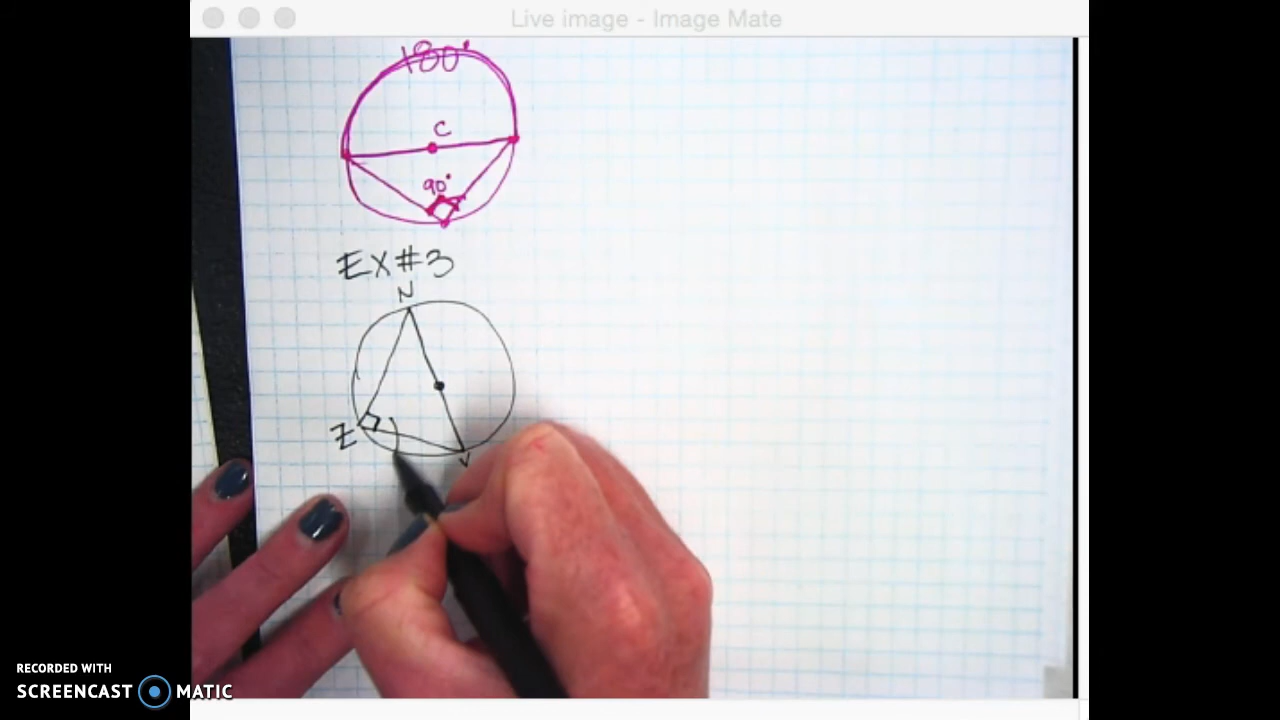 Live image - Image Mate
180°
C
90°
EX#3
N
Z
V
RECORDED WITH
SCREENCAST MATIC